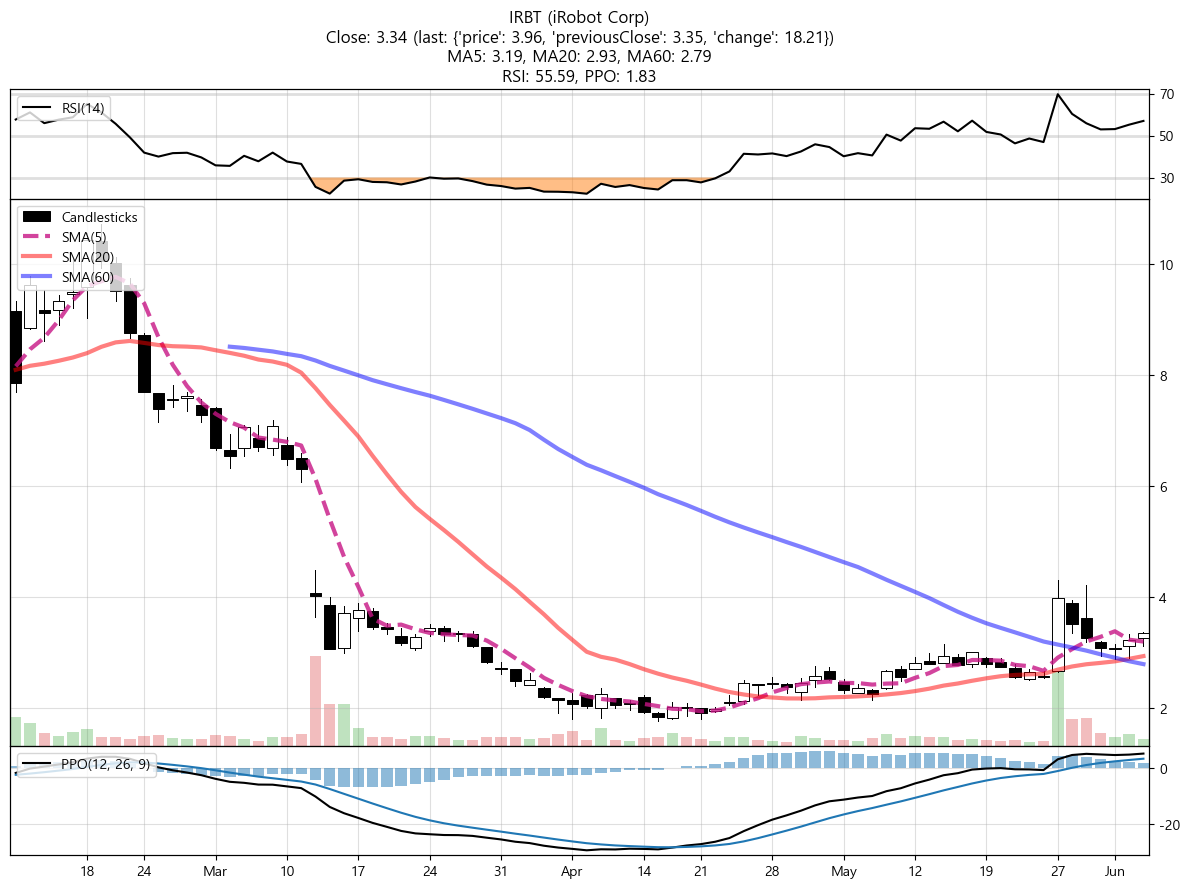 IRBT (iRobot Corp)
Close: 3.34 (last: {'price': 3.96, 'previousClose': 3.35, 'change': 18.21})
MA5: 3.19, MA20: 2.93, MA60: 2.79
RSI: 55.59, PPO: 1.83
RSI(14)
70
50
30
Candlesticks
SMA(5)
SMA(20)
SMA(60)
10
8
6
4
2
PPO(12, 26, 9)
0
-20
18 24 Mar 10 17 24 31 Apr 14 21 28 May 12 19 27 Jun